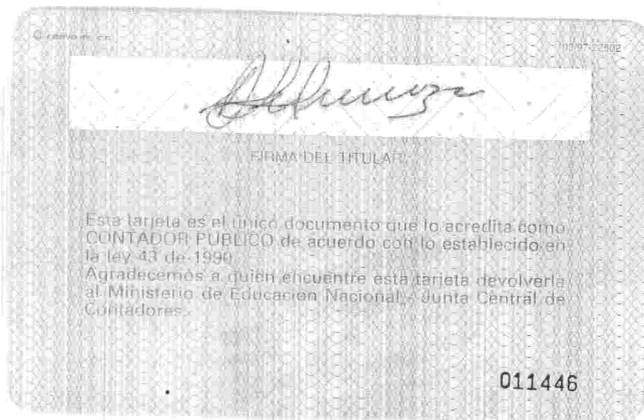 FIRMA DEL TITULAR
Esta tarjeta es el único documento que lo acredita como
CONTADOR PUBLICO de acuerdo con lo establecido en
la ley 43 de 1990
Agradecemos a quien encuentre esta tarjeta devolverla
al Ministerio de Educación Nacional - Junta Central de
Contadores.
011446